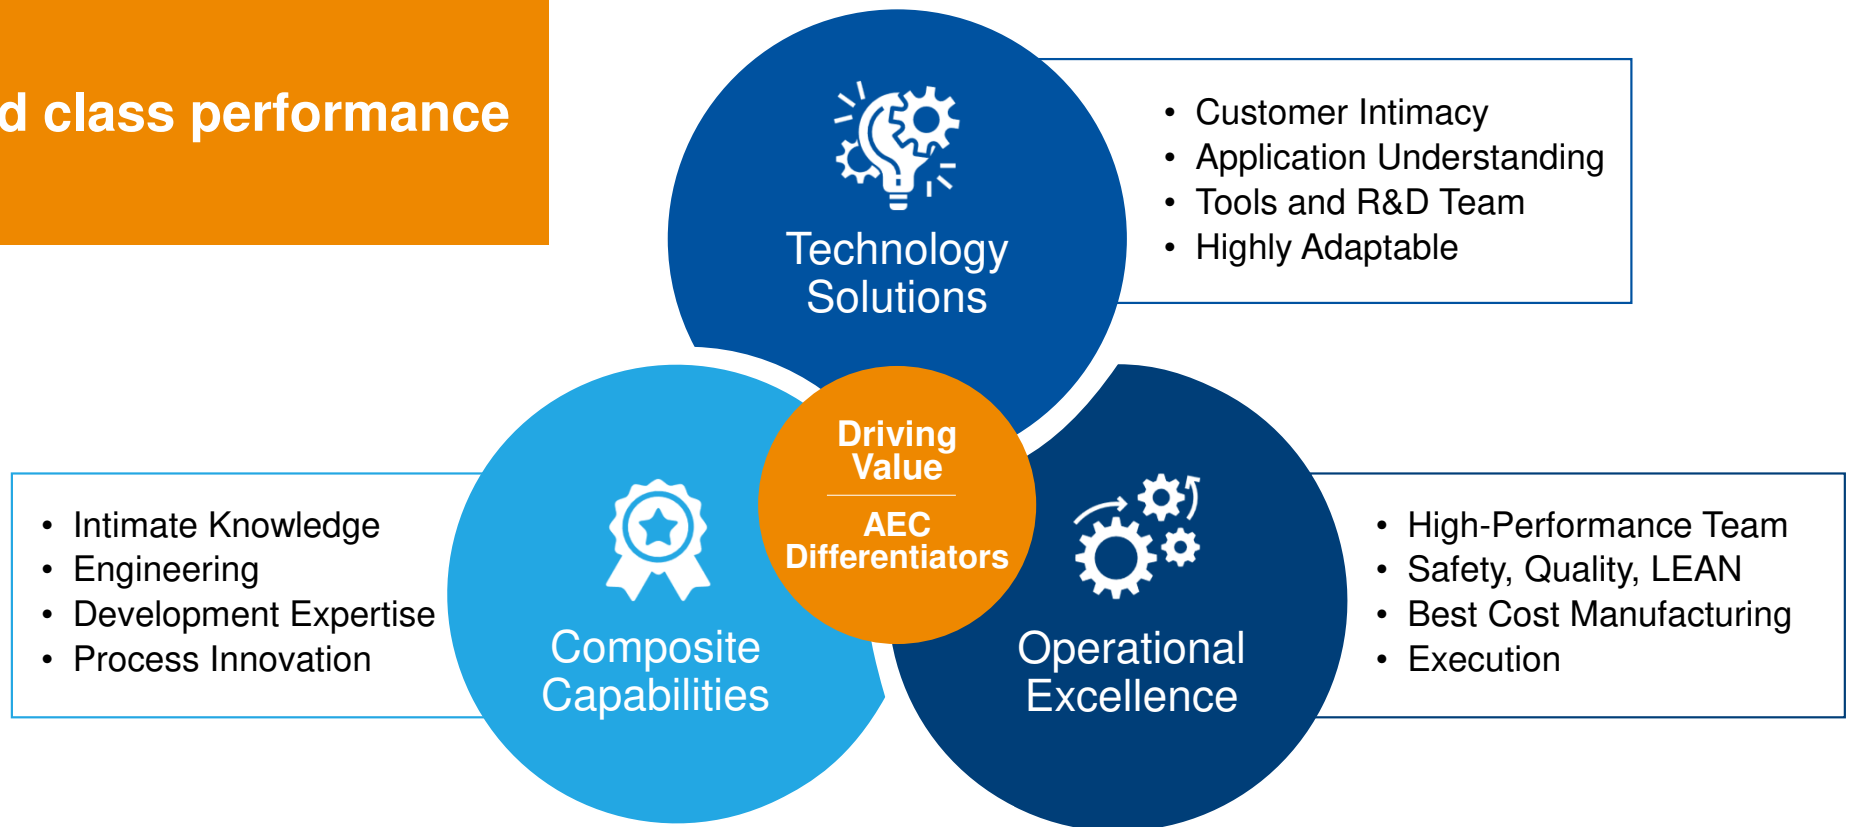 d class performance
Technology
Solutions
• Customer Intimacy
• Application Understanding
• Tools and R&D Team
• Highly Adaptable
Driving
Value
AEC
Differentiators
• Intimate Knowledge
• Engineering
• Development Expertise
• Process Innovation
Composite
Capabilities
Operational
Excellence
• High-Performance Team
• Safety, Quality, LEAN
• Best Cost Manufacturing
• Execution